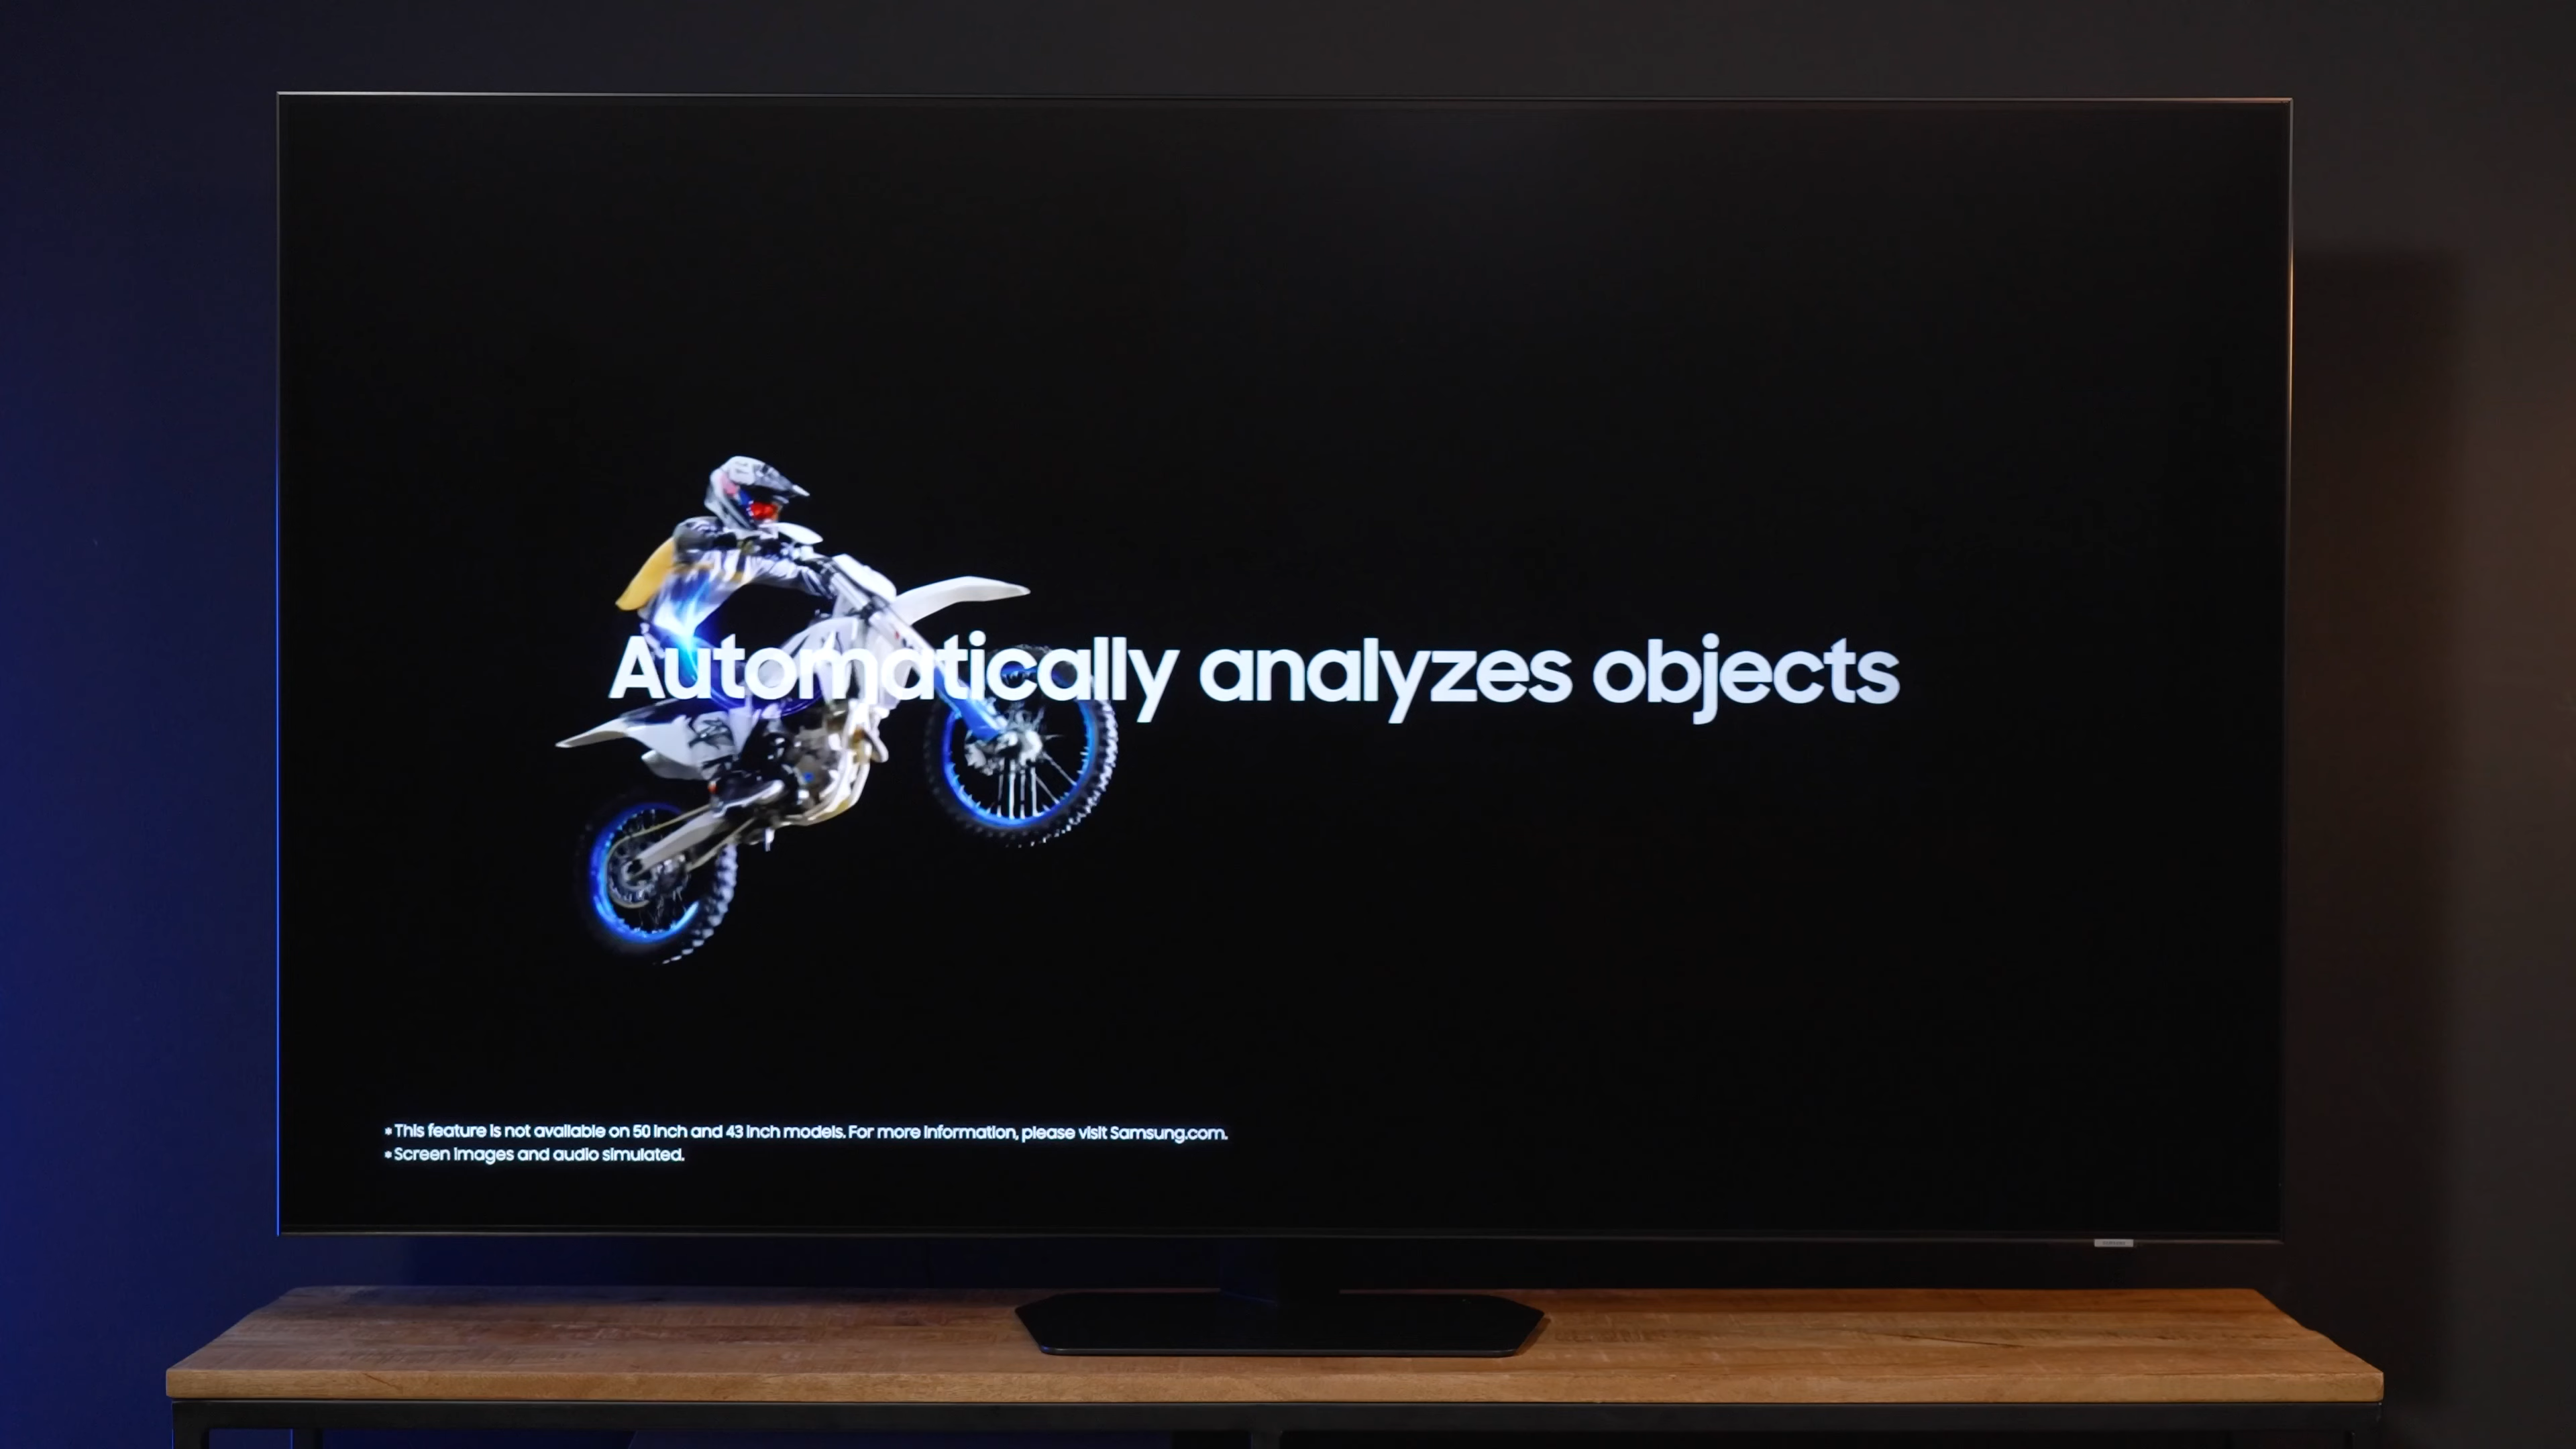 Automatically analyzes objects
* This feature is not available on 50 inch and 43 inch models. For more information, please visit Samsung.com.
* Screen images and audio simulated.